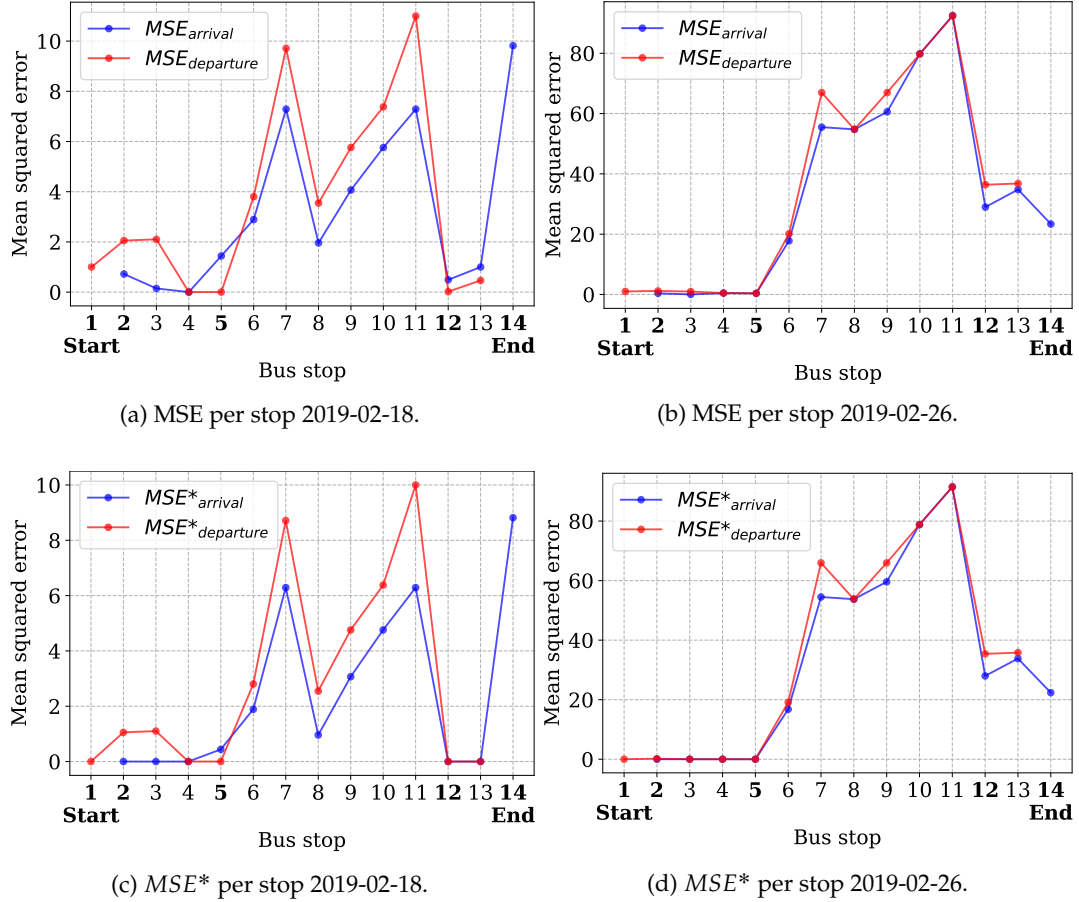 MSE_arrival
MSE_departure
10
8
6
4
2
0
Mean squared error
1 2 3 4 5 6 7 8 9 10 11 12 13 14
Start End
Bus stop
(a) MSE per stop 2019-02-18.
MSE_arrival
MSE_departure
80
60
40
20
0
Mean squared error
1 2 3 4 5 6 7 8 9 10 11 12 13 14
Start End
Bus stop
(b) MSE per stop 2019-02-26.
MSE*_arrival
MSE*_departure
10
8
6
4
2
0
Mean squared error
1 2 3 4 5 6 7 8 9 10 11 12 13 14
Start End
Bus stop
(c) MSE* per stop 2019-02-18.
MSE*_arrival
MSE*_departure
80
60
40
20
0
Mean squared error
1 2 3 4 5 6 7 8 9 10 11 12 13 14
Start End
Bus stop
(d) MSE* per stop 2019-02-26.